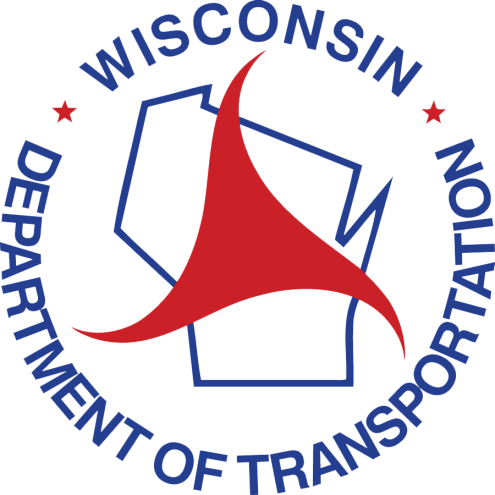 WISCONSIN
DEPARTMENT OF TRANSPORTATION